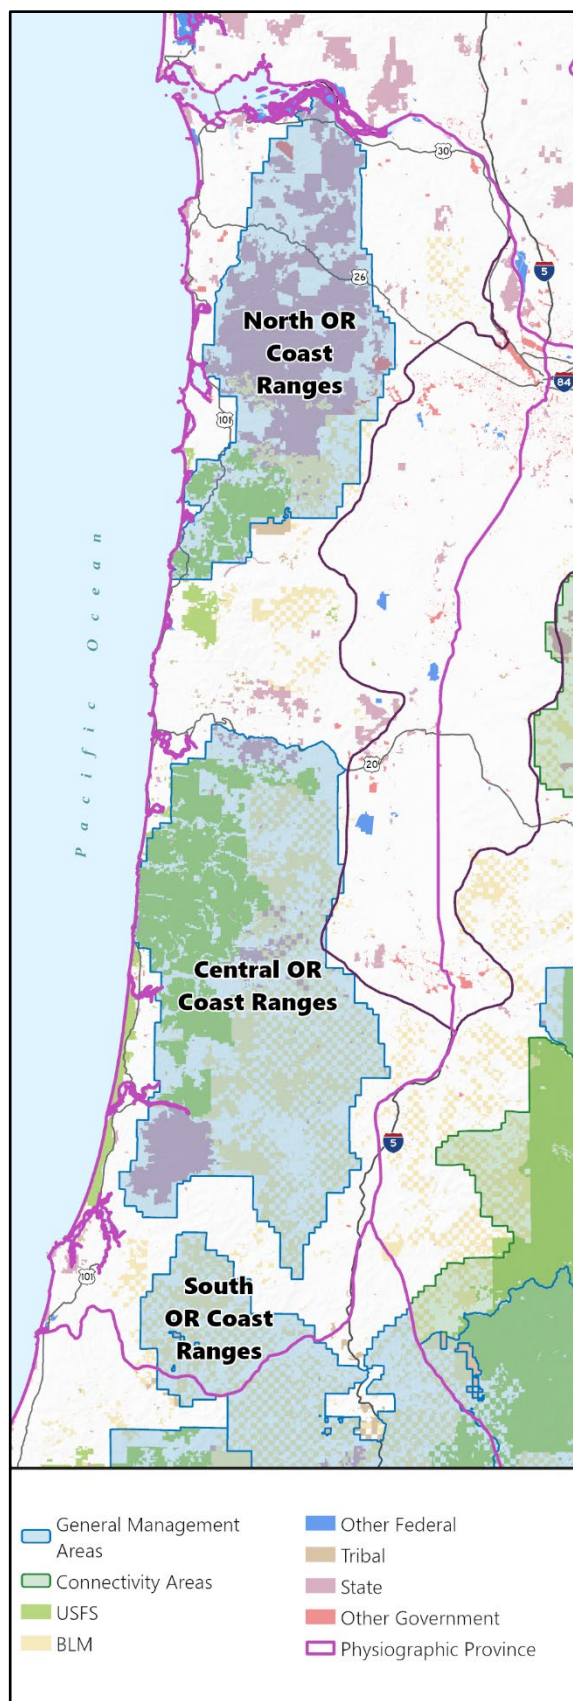 30
5
26
North OR
Coast
Ranges
84
101
Pacific Ocean
20
Central OR
Coast Ranges
5
101
South
OR Coast
Ranges
General Management
Areas
Connectivity Areas
USFS
BLM
Other Federal
Tribal
State
Other Government
Physiographic Province